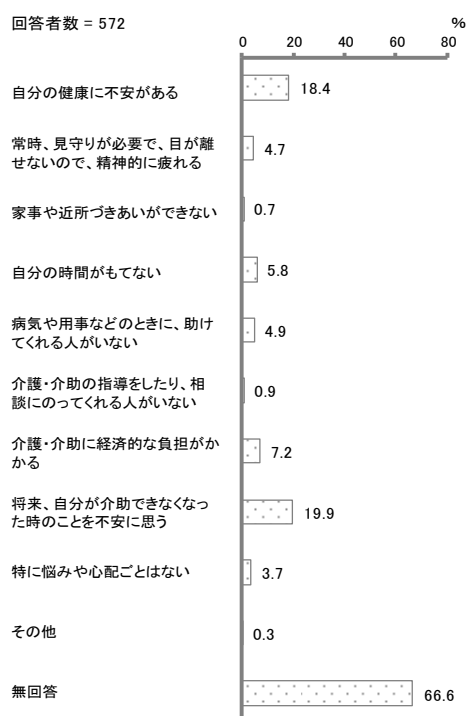 回答者数 = 572
%
0 20 40 60 80
自分の健康に不安がある
18.4
常時、見守りが必要で、目が離
せないので、精神的に疲れる
4.7
家事や近所づきあいができない
0.7
自分の時間がもてない
5.8
病気や用事などのときに、助け
てくれる人がいない
4.9
介護・介助の指導をしたり、相
談にのってくれる人がいない
0.9
介護・介助に経済的な負担がか
かる
7.2
将来、自分が介助できなくなっ
た時のことを不安に思う
19.9
特に悩みや心配ごとはない
3.7
その他
0.3
無回答
66.6